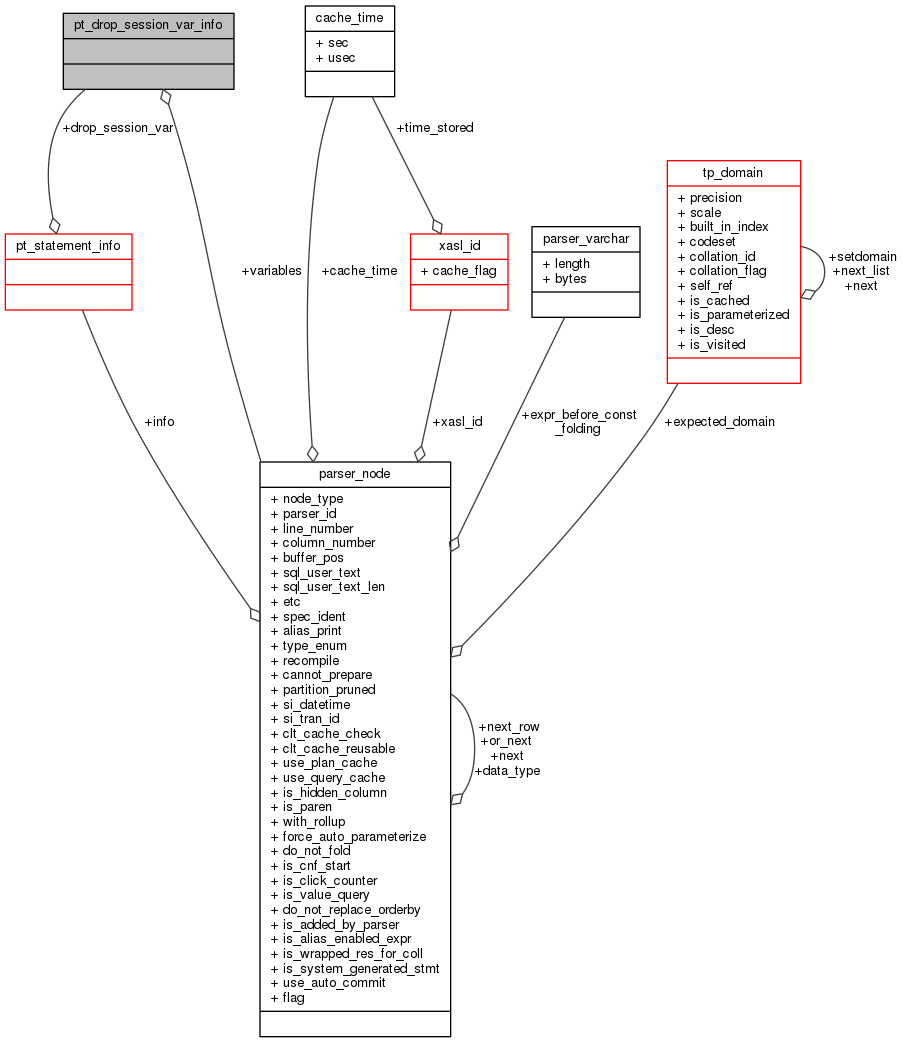 pt_drop_session_var_info
cache_time
+ sec
+ usec
+drop_session_var
+time_stored
tp_domain
+ precision
+ scale
+ built_in_index
+ codeset
+ collation_id
+ collation_flag
+ self_ref
+ is_cached
+ is_parameterized
+ is_desc
+ is_visited
+setdomain
+next_list
+next
pt_statement_info
xasl_id
+ cache_flag
parser_varchar
+ length
+ bytes
+variables
+cache_time
+info
+xasl_id
+expr_before_const
_folding
+expected_domain
parser_node
+ node_type
+ parser_id
+ line_number
+ column_number
+ buffer_pos
+ sql_user_text
+ sql_user_text_len
+ etc
+ spec_ident
+ alias_print
+ type_enum
+ recompile
+ cannot_prepare
+ partition_pruned
+ si_datetime
+ si_tran_id
+ clt_cache_check
+ clt_cache_reusable
+ use_plan_cache
+ use_query_cache
+ is_hidden_column
+ is_paren
+ with_rollup
+ force_auto_parameterize
+ do_not_fold
+ is_cnf_start
+ is_click_counter
+ is_value_query
+ do_not_replace_orderby
+ is_added_by_parser
+ is_alias_enabled_expr
+ is_wrapped_res_for_coll
+ is_system_generated_stmt
+ use_auto_commit
+ flag
+next_row
+or_next
+next
+data_type